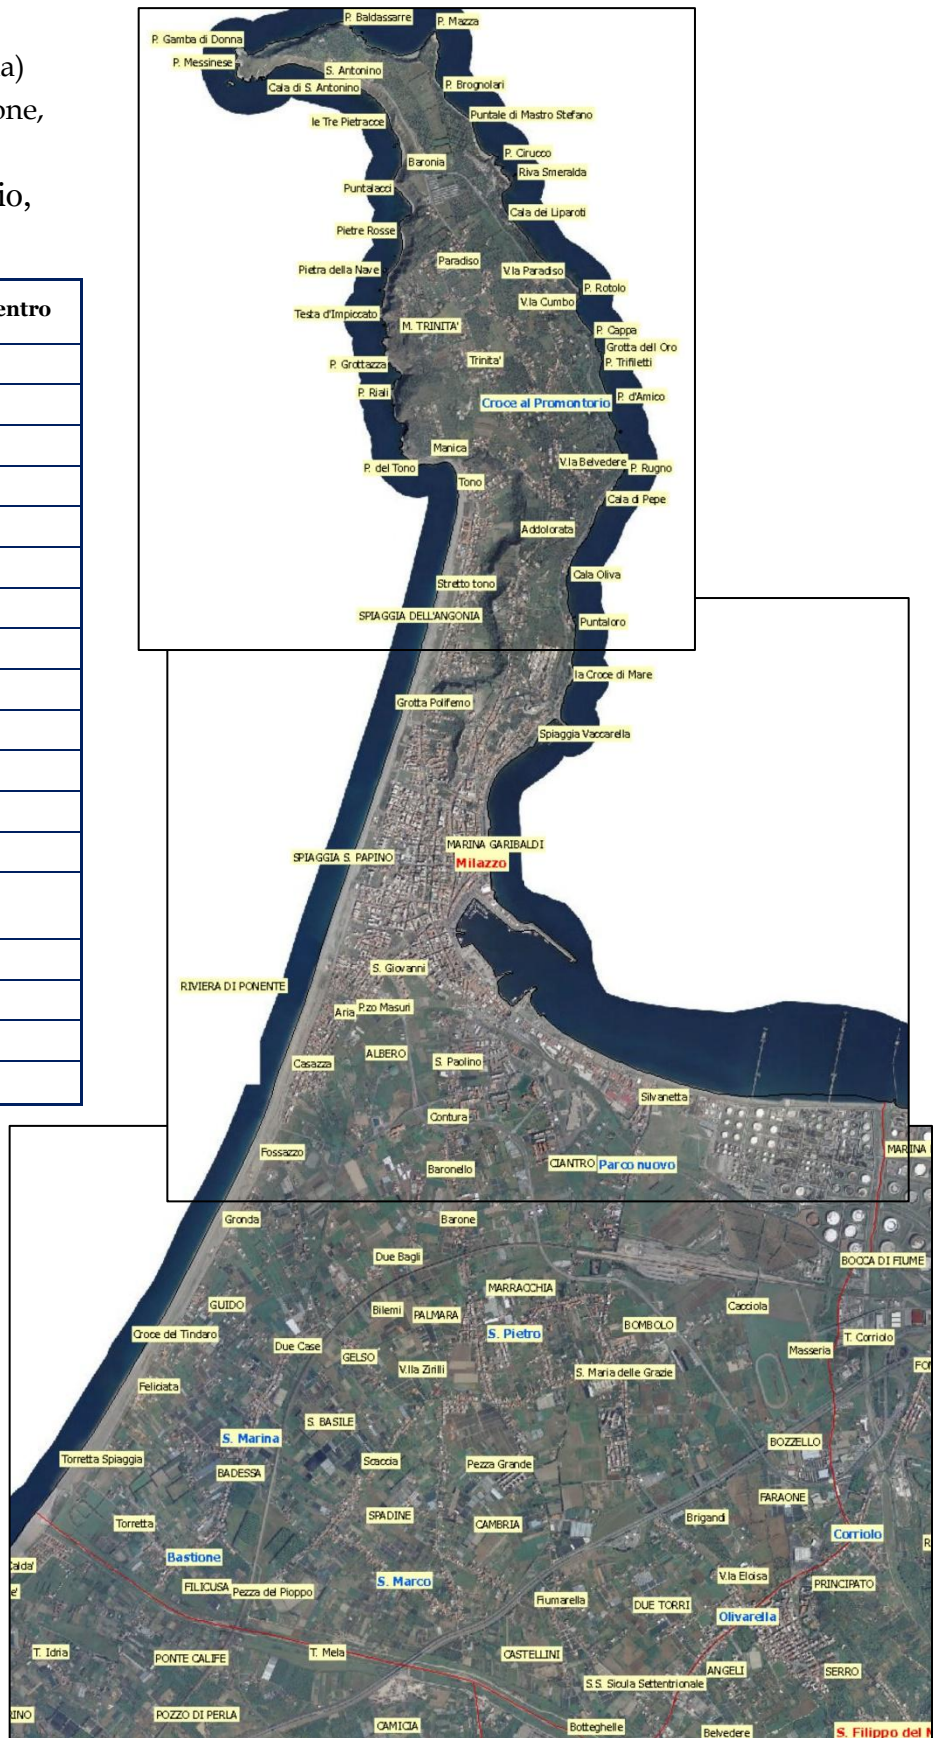 a)
one,
io,
entro
P. Baldassarre
P. Mazza
P. Gamba di Donna
P. Messinese
S. Antonino
Cala di S. Antonino
P. Brognolari
le Tre Pietracce
Puntale di Mastro Stefano
P. Cirucco
Baronia
Riva Smeralda
Puntalacci
Cala dei Liparoti
Pietre Rosse
Paradiso
Pietra della Nave
V.la Paradiso
P. Rotolo
V.la Cumbo
Testa d'Impiccato
M. TRINITA'
P. Cappa
Grotta dell Oro
Trinita'
P. Trifiletti
P. Grottazza
P. Riali
Croce al Promontorio
P. d'Amico
Manica
P. del Tono
V.la Belvedere
P. Rugno
Tono
Cala di Pepe
Addolorata
Stretto tono
Cala Oliva
SPIAGGIA DELL'ANGONIA
Puntaloro
la Croce di Mare
Grotta Polifemo
Spiaggia Vaccarella
MARINA GARIBALDI
SPIAGGIA S. PAPINO
Milazzo
S. Giovanni
RIVIERA DI PONENTE
Aria
P.zo Masuri
ALBERO
Casazza
S. Paolino
Silvanetta
Contura
Fossazzo
MARINA
Baronello
CIANTRO
Parco nuovo
Gronda
Barone
Due Bagli
BOCCA DI FIUME
MARRACCHIA
GUIDO
Bilemi
PALMARA
Cacciola
Croce del Tindaro
S. Pietro
BOMBOLO
T. Corriolo
Due Case
GELSO
Masseria
V.lla Zirilli
S. Maria delle Grazie
FO
Feliciata
S. BASILE
S. Marina
BOZZELLO
Torretta Spiaggia
Scaccia
Pezza Grande
BADESSA
FARAONE
SPADINE
Torretta
CAMBRIA
Brigandi
Corriolo
R
Bastione
Calda'
e'
FILICUSA
Pezza del Pioppo
S. Marco
V.la Eloisa
PRINCIPATO
Fiumarella
DUE TORRI
Olivarella
T. Idria
PONTE CALIFE
T. Mela
CASTELLINI
ANGELI
SERRO
S.S. Sicula Settentrionale
RINO
POZZO DI PERLA
CAMICIA
Botteghelle
Belvedere
S. Filippo del M